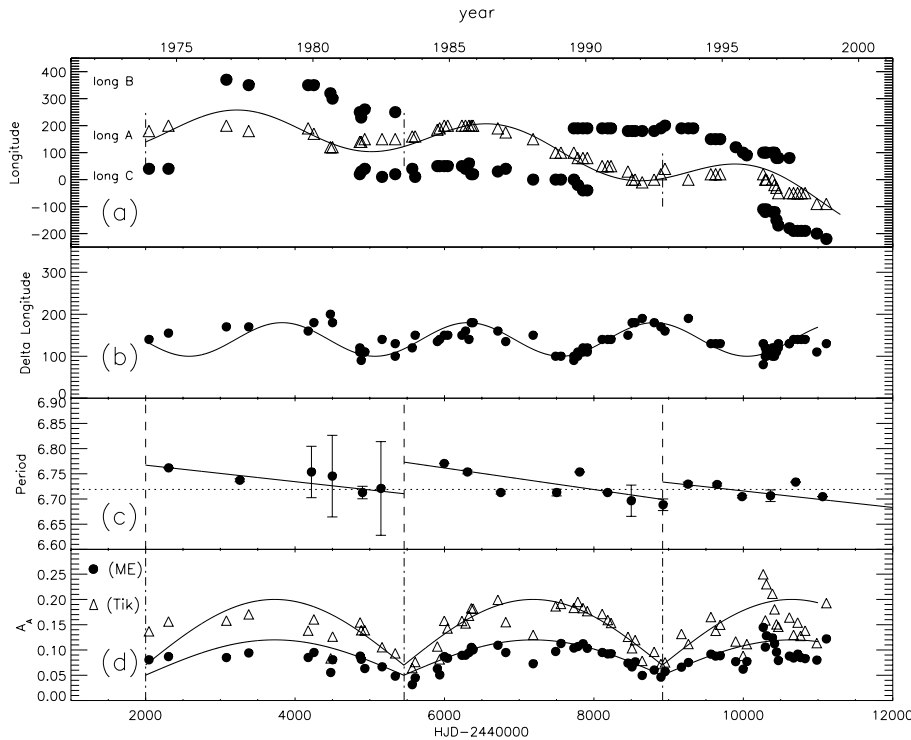 year
1975 1980 1985 1990 1995 2000
400
300
200
100
0
-100
-200
Longitude
long B
long A
long C
(a)
300
200
100
0
Delta Longitude
(b)
6.90
6.85
6.80
6.75
6.70
6.65
6.60
Period
(c)
0.25
0.20
0.15
0.10
0.05
0.00
A_A
(ME)
(Tik)
(d)
2000 4000 6000 8000 10000 12000
HJD-2440000